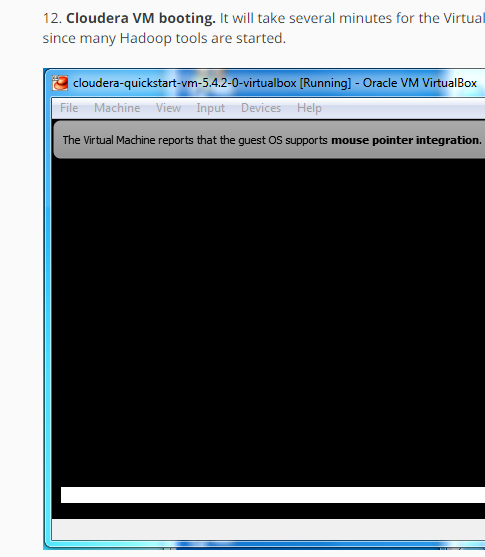 12. Cloudera VM booting. It will take several minutes for the Virtual
since many Hadoop tools are started.
cloudera-quickstart-vm-5.4.2-0-virtualbox [Running] - Oracle VM VirtualBox
File Machine View Input Devices Help
The Virtual Machine reports that the guest OS supports mouse pointer integration.